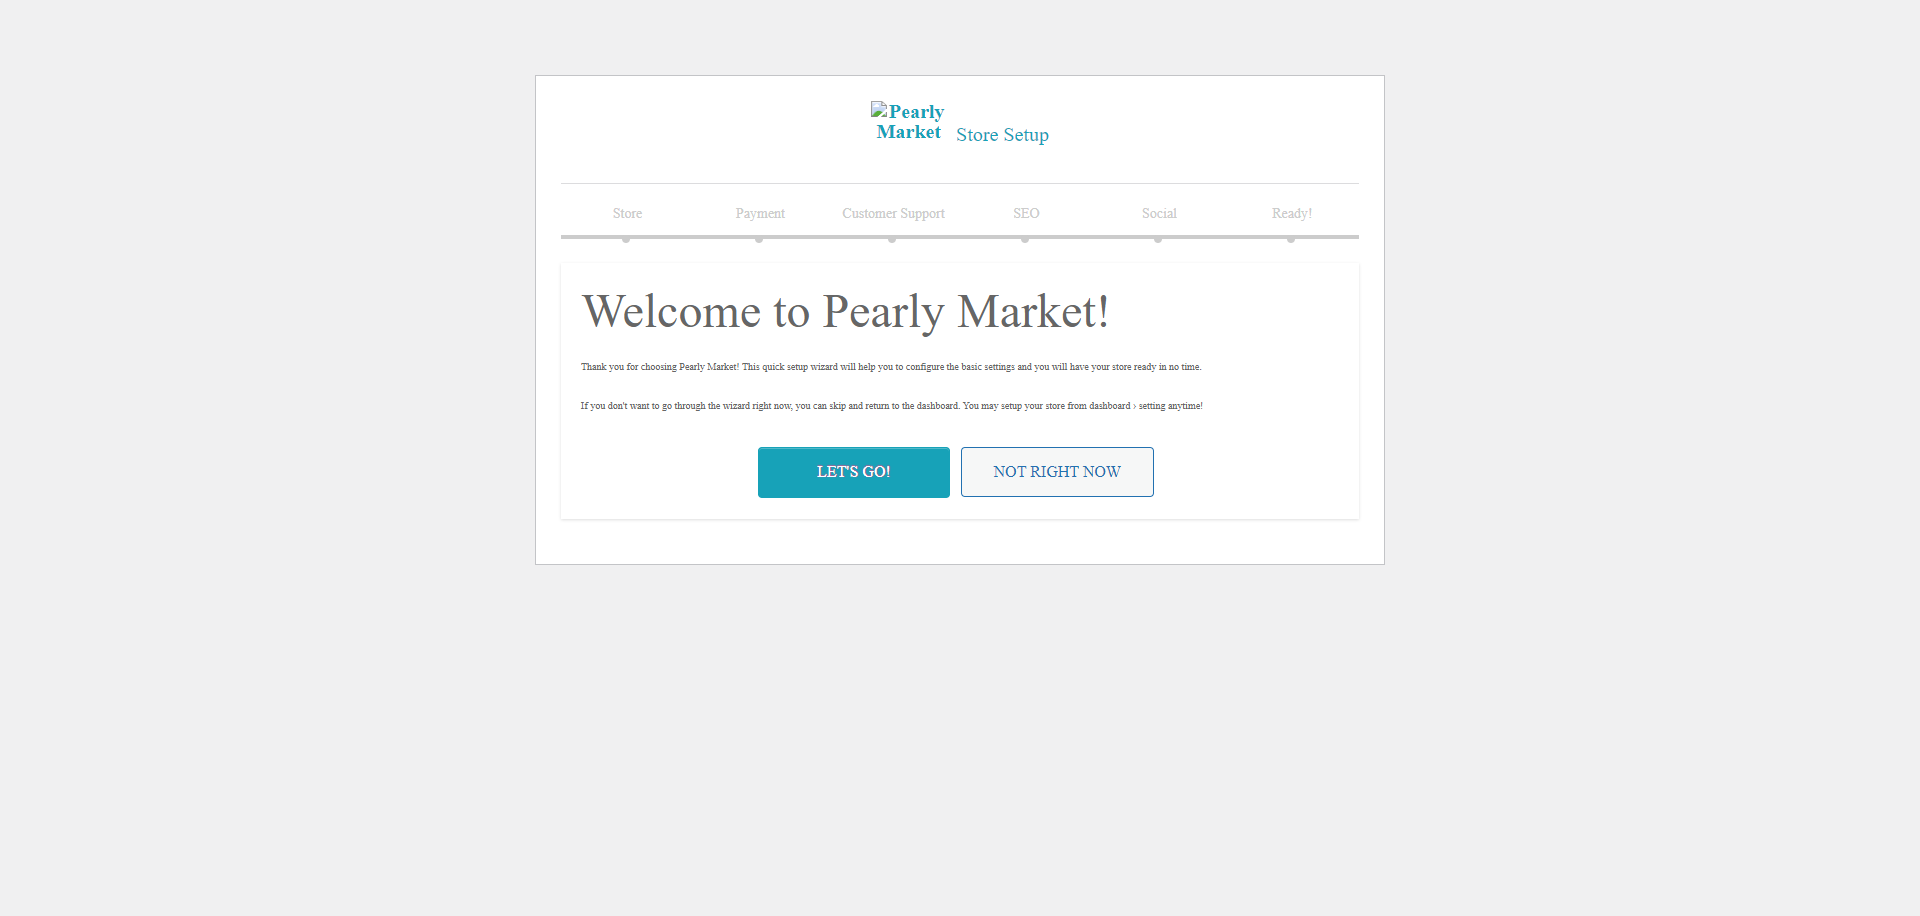 Pearly
Market
Store Setup
Store
Payment
Customer Support
SEO
Social
Ready!
Welcome to Pearly Market!
Thank you for choosing Pearly Market! This quick setup wizard will help you to configure the basic settings and you will have your store ready in no time.
If you don't want to go through the wizard right now, you can skip and return to the dashboard. You may setup your store from dashboard › setting anytime!
LET'S GO!
NOT RIGHT NOW